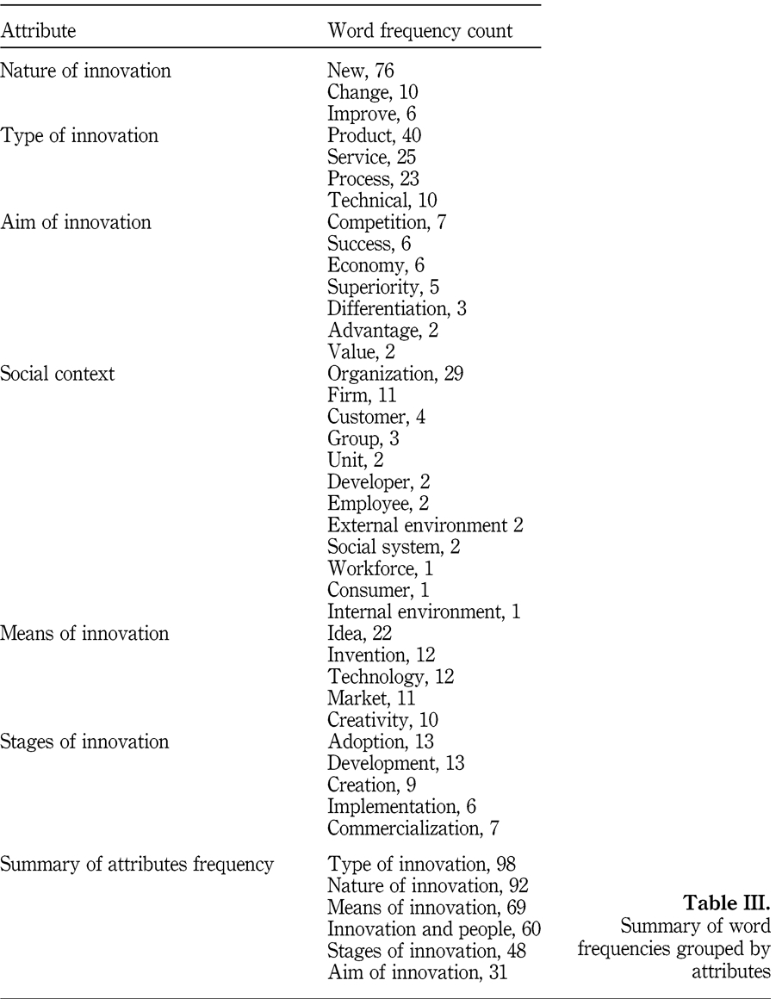 Attribute Word frequency count
Nature of innovation New, 76
Change, 10
Improve, 6
Type of innovation Product, 40
Service, 25
Process, 23
Technical, 10
Aim of innovation Competition, 7
Success, 6
Economy, 6
Superiority, 5
Differentiation, 3
Advantage, 2
Value, 2
Social context Organization, 29
Firm, 11
Customer, 4
Group, 3
Unit, 2
Developer, 2
Employee, 2
External environment 2
Social system, 2
Workforce, 1
Consumer, 1
Internal environment, 1
Means of innovation Idea, 22
Invention, 12
Technology, 12
Market, 11
Creativity, 10
Stages of innovation Adoption, 13
Development, 13
Creation, 9
Implementation, 6
Commercialization, 7
Summary of attributes frequency Type of innovation, 98
Nature of innovation, 92
Means of innovation, 69
Innovation and people, 60
Stages of innovation, 48
Aim of innovation, 31
Table III.
Summary of word
frequencies grouped by
attributes